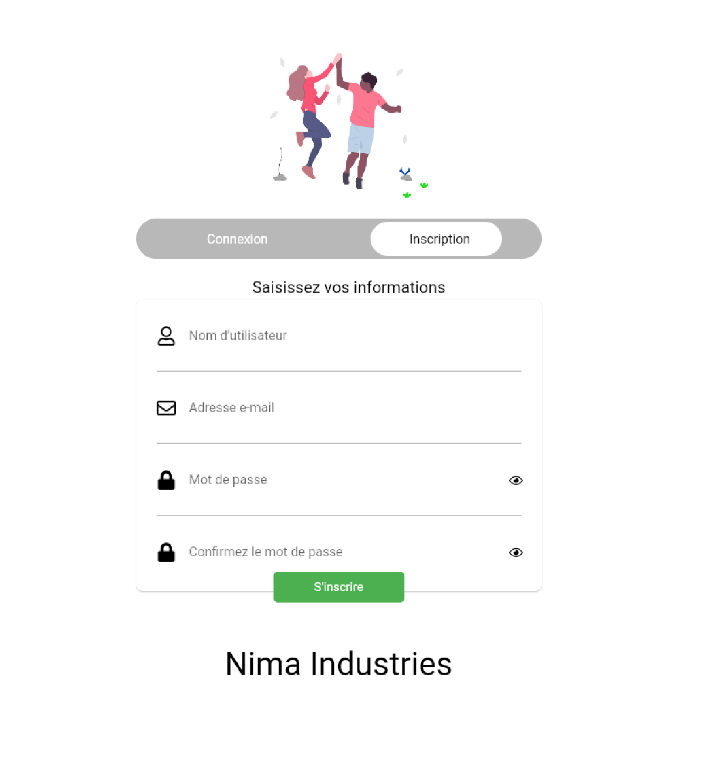 Connexion
Inscription
Saisissez vos informations
Nom d'utilisateur
Adresse e-mail
Mot de passe
Confirmez le mot de passe
S'inscrire
Nima Industries